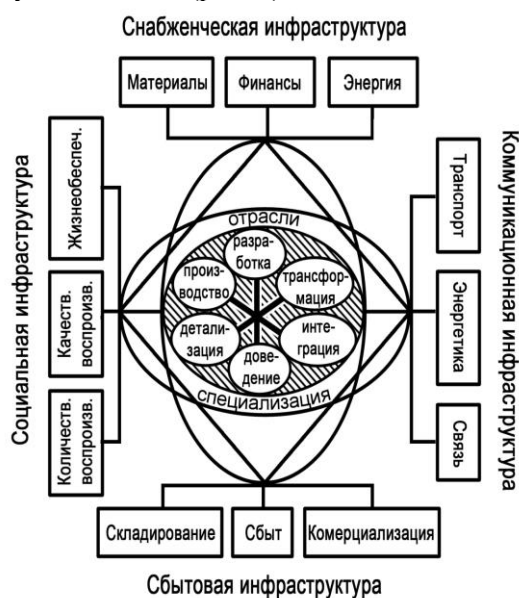 Снабженческая инфраструктура
Материалы
Финансы
Энергия
Социальная инфраструктура
Жизнеобеспеч.
Качеств.
воспроизв.
Количеств.
воспроизв.
отрасли
разра-
ботка
произ-
водство
трансфор-
мация
детали-
зация
инте-
грация
дове-
дение
специализация
Транспорт
Энергетика
Связь
Коммуникационная инфраструктура
Складирование
Сбыт
Комерциализация
Сбытовая инфраструктура